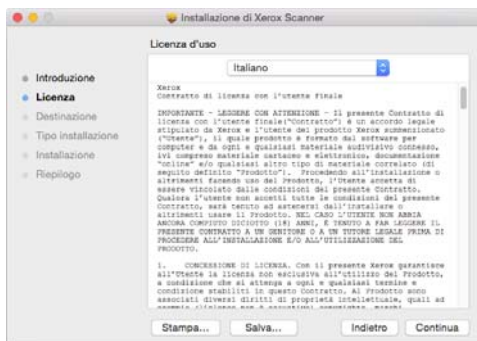 Installazione di Xerox Scanner
Licenza d'uso
Introduzione
Licenza
Destinazione
Tipo installazione
Installazione
Riepilogo
Italiano
Xerox
Contratto di licenza con l'utente finale
IMPORTANTE - LEGGERE CON ATTENZIONE - Il presente Contratto di
licenza con l'utente finale("Contratto") è un accordo legale
stipulato da Xerox e l'utente del prodotto Xerox summenzionato
("Utente"), il quale prodotto è formato dal software per
computer e da ogni e qualsiasi materiale audivisivo connesso,
ivi compreso materiale cartaceo e elettronico, documentazione
"online" e/o qualsiasi altro tipo di materiale correlato (di
seguito definito "Prodotto"). Procedendo all'installazione o
altrimenti facendo uso del Prodotto, l'Utente accetta di
essere vincolato dalle condizioni del presente Contratto.
Qualora l'utente non accetti tutte le condizioni del presente
Contratto, sarà tenuto ad astenersi dall'installare o
altrimenti usare il Prodotto. NEL CASO L'UTENTE NON ABBIA
ANCORA COMPIUTO DICIOTTO (18) ANNI, È TENUTO A FAR LEGGERE IL
PRESENTE CONTRATTO A UN GENITORE O A UN TUTORE LEGALE PRIMA DI
PROCEDERE ALL'INSTALLAZIONE E/O ALL'UTILIZZAZIONE DEL
PRODOTTO.
1. CONCESSIONE DI LICENZA. Con il presente Xerox garantisce
all'Utente la licenza non esclusiva all'utilizzo del Prodotto,
a condizione che si attenga a ogni e qualsiasi termine e
condizione stabiliti in questo Contratto. Al Prodotto sono
associati diversi diritti di proprietà intellettuale, quali ad
Stampa...
Salva...
Indietro
Continua